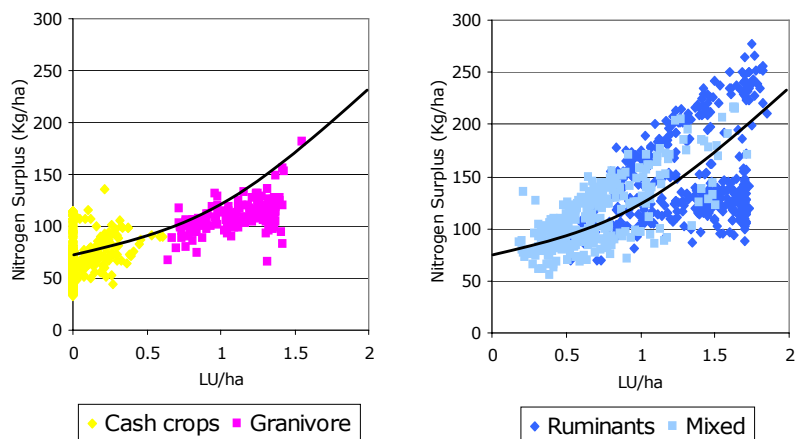 Nitrogen Surplus (Kg/ha)
300
250
200
150
100
50
0
0 0.5 1 1.5 2
LU/ha
Cash crops Granivore
Nitrogen Surplus (Kg/ha)
300
250
200
150
100
50
0
0 0.5 1 1.5 2
LU/ha
Ruminants Mixed